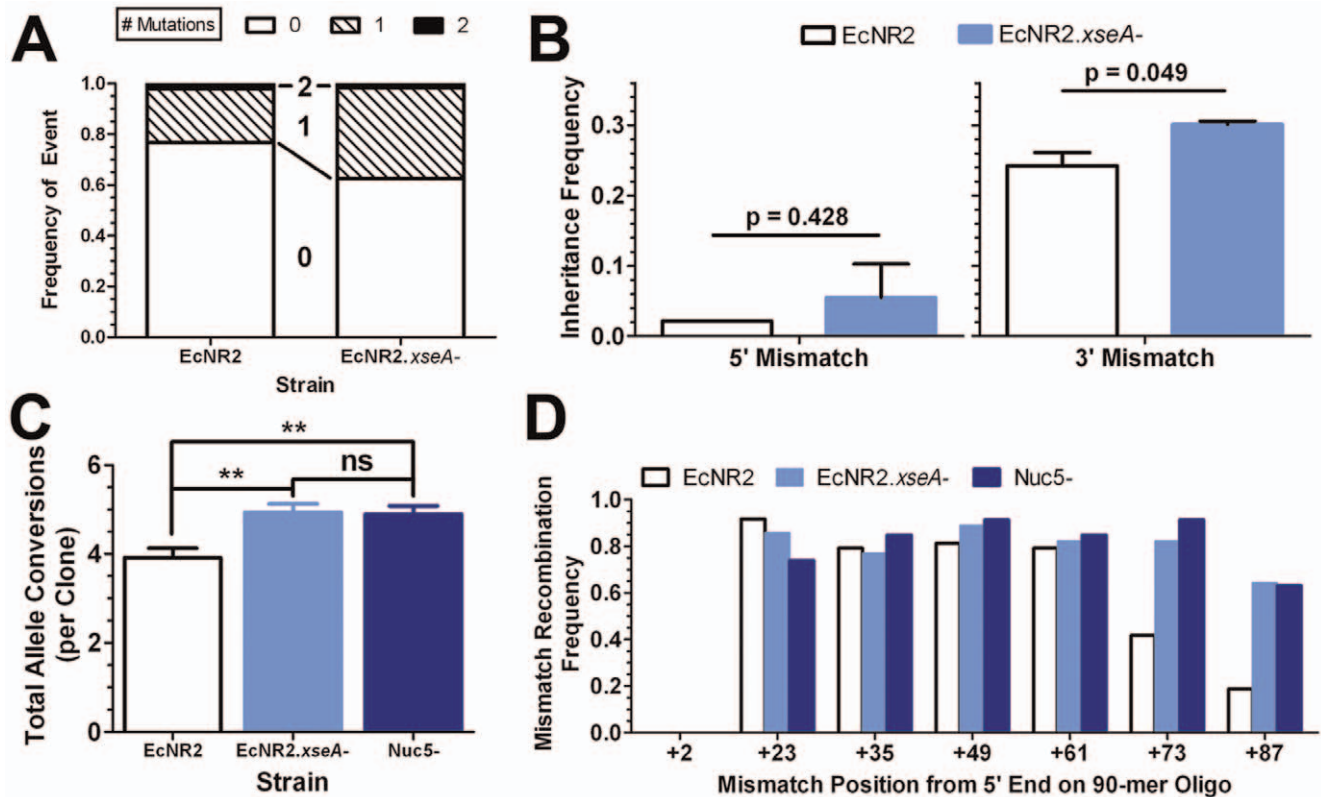 A
# Mutations 0 1 2
Frequency of Event
1.0
0.8
0.6
0.4
0.2
0.0
2
1
0
EcNR2 EcNR2.xseA-
Strain
B
EcNR2 EcNR2.xseA-
Inheritance Frequency
0.3
0.2
0.1
0.0
p = 0.428
p = 0.049
5' Mismatch 3' Mismatch
C
Total Allele Conversions
(per Clone)
6
4
2
0
**
** ns
EcNR2 EcNR2.xseA- Nuc5-
Strain
D
EcNR2 EcNR2.xseA- Nuc5-
Mismatch Recombination
Frequency
1.0
0.8
0.6
0.4
0.2
0.0
+2 +23 +35 +49 +61 +73 +87
Mismatch Position from 5' End on 90-mer Oligo